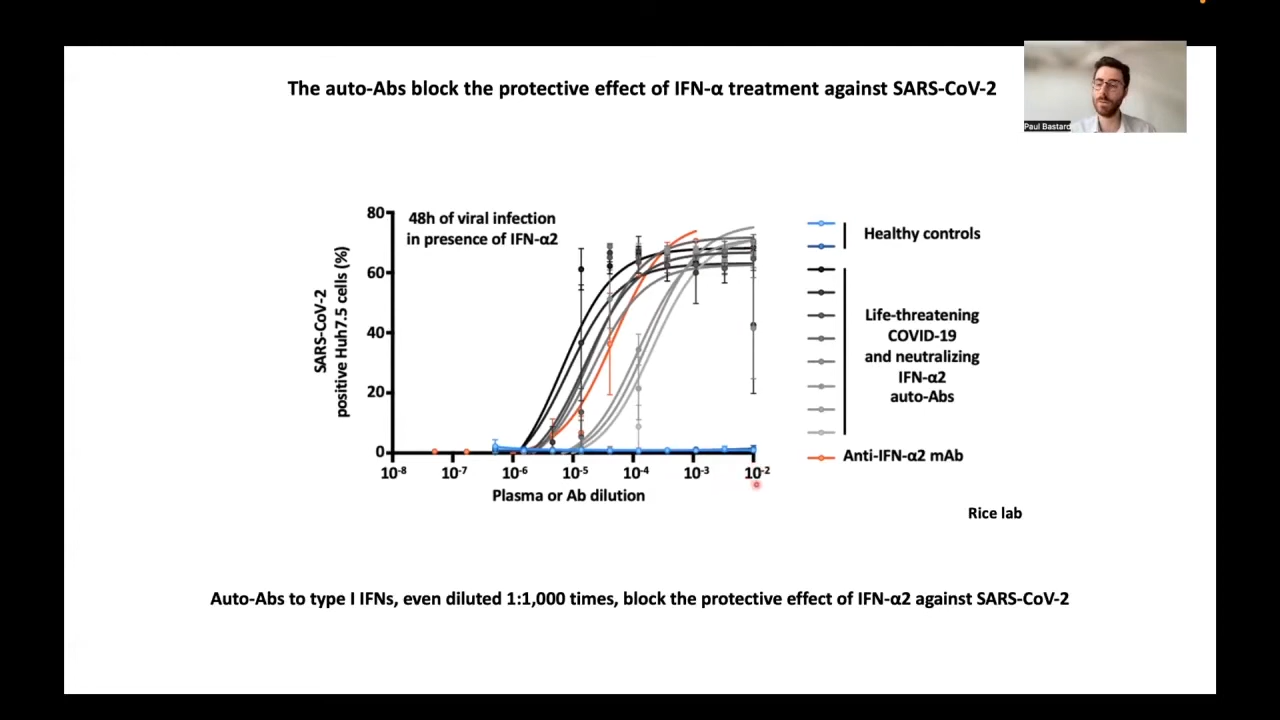 The auto-Abs block the protective effect of IFN-α treatment against SARS-CoV-2
Paul Bastard
48h of viral infection
in presence of IFN-α2
SARS-CoV-2
positive Huh7.5 cells (%)
80
60
40
20
0
10⁻⁸ 10⁻⁷ 10⁻⁶ 10⁻⁵ 10⁻⁴ 10⁻³ 10⁻²
Plasma or Ab dilution
Healthy controls
Life-threatening
COVID-19
and neutralizing
IFN-α2
auto-Abs
Anti-IFN-α2 mAb
Rice lab
Auto-Abs to type I IFNs, even diluted 1:1,000 times, block the protective effect of IFN-α2 against SARS-CoV-2